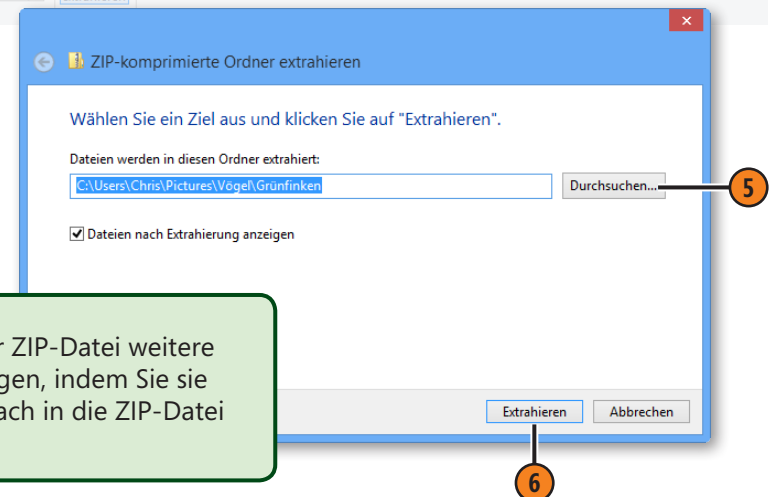 ZIP-komprimierte Ordner extrahieren
Wählen Sie ein Ziel aus und klicken Sie auf "Extrahieren".
Dateien werden in diesen Ordner extrahiert:
C:\Users\Chris\Pictures\Vögel\Grünfinken
Durchsuchen...
5
Dateien nach Extrahierung anzeigen
r ZIP-Datei weitere
gen, indem Sie sie
ach in die ZIP-Datei
Extrahieren
Abbrechen
6